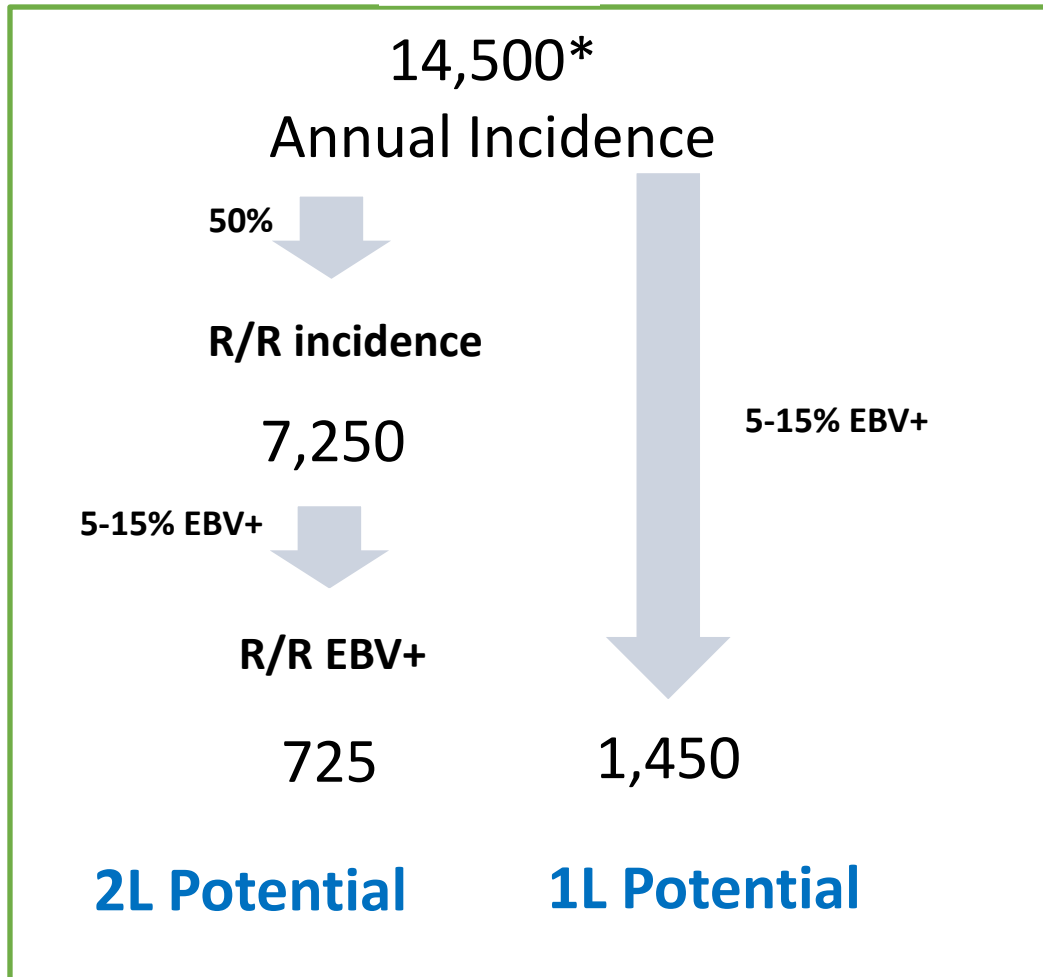 14,500*
Annual Incidence
50%
R/R incidence
7,250
5-15% EBV+
5-15% EBV+
R/R EBV+
725
1,450
2L Potential
1L Potential